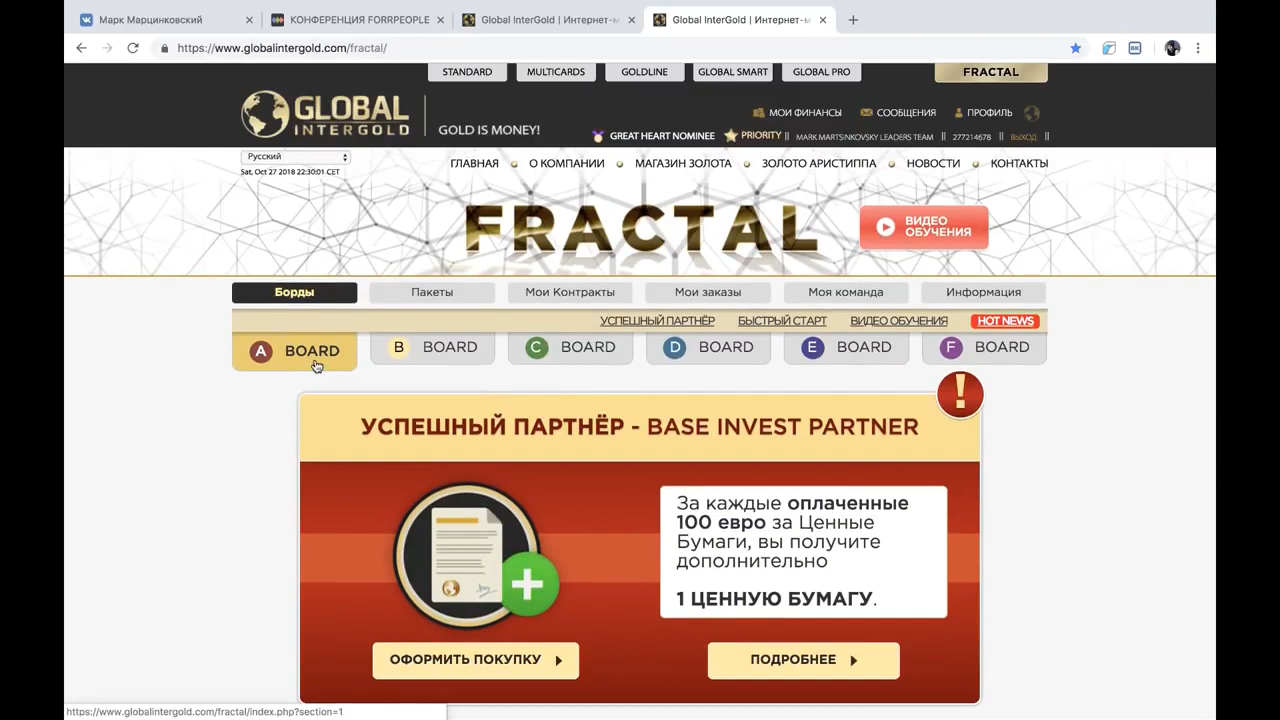 Марк Марцинковский
КОНФЕРЕНЦИЯ FORRPEOPLE
Global InterGold | Интернет-м
Global InterGold | Интернет-м
https://www.globalintergold.com/fractal/
STANDARD
MULTICARDS
GOLDLINE
GLOBAL SMART
GLOBAL PRO
FRACTAL
GLOBAL
INTERGOLD
GOLD IS MONEY!
МОИ ФИНАНСЫ
СООБЩЕНИЯ
ПРОФИЛЬ
GREAT HEART NOMINEE
PRIORITY ||
MARK MARTSINKOVSKY LEADERS TEAM ||
277214678 ||
ВЫХОД ||
Русский
Sat, Oct 27 2018 22:30:01 CET
ГЛАВНАЯ
О КОМПАНИИ
МАГАЗИН ЗОЛОТА
ЗОЛОТО АРИСТИППА
НОВОСТИ
КОНТАКТЫ
FRACTAL
ВИДЕО
ОБУЧЕНИЯ
Борды
Пакеты
Мои Контракты
Мои заказы
Моя команда
Информация
УСПЕШНЫЙ ПАРТНЁР
БЫСТРЫЙ СТАРТ
ВИДЕО ОБУЧЕНИЯ
HOT NEWS
A BOARD
B BOARD
C BOARD
D BOARD
E BOARD
F BOARD
!
УСПЕШНЫЙ ПАРТНЁР - BASE INVEST PARTNER
За каждые оплаченные
100 евро за Ценные
Бумаги, вы получите
дополнительно
1 ЦЕННУЮ БУМАГУ.
ОФОРМИТЬ ПОКУПКУ
ПОДРОБНЕЕ
https://www.globalintergold.com/fractal/index.php?section=1